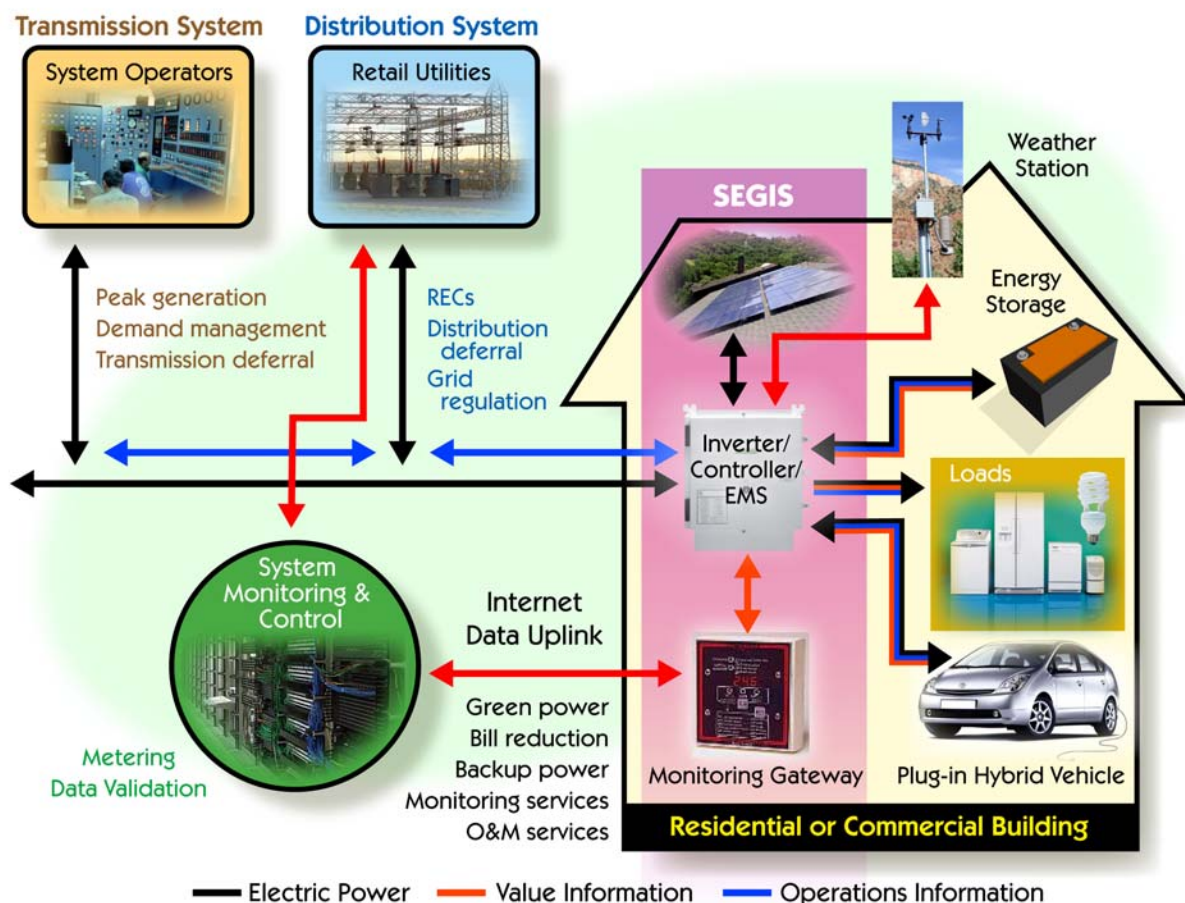 Transmission System
Distribution System
System Operators
Retail Utilities
Weather
Station
SEGIS
Energy
Storage
Peak generation
Demand management
Transmission deferral
RECs
Distribution
deferral
Grid
regulation
Inverter/
Controller/
EMS
Loads
System
Monitoring &
Control
Internet
Data Uplink
24.6
Green power
Bill reduction
Backup power
Monitoring services
O&M services
Metering
Data Validation
Monitoring Gateway
Plug-in Hybrid Vehicle
Residential or Commercial Building
Electric Power
Value Information
Operations Information